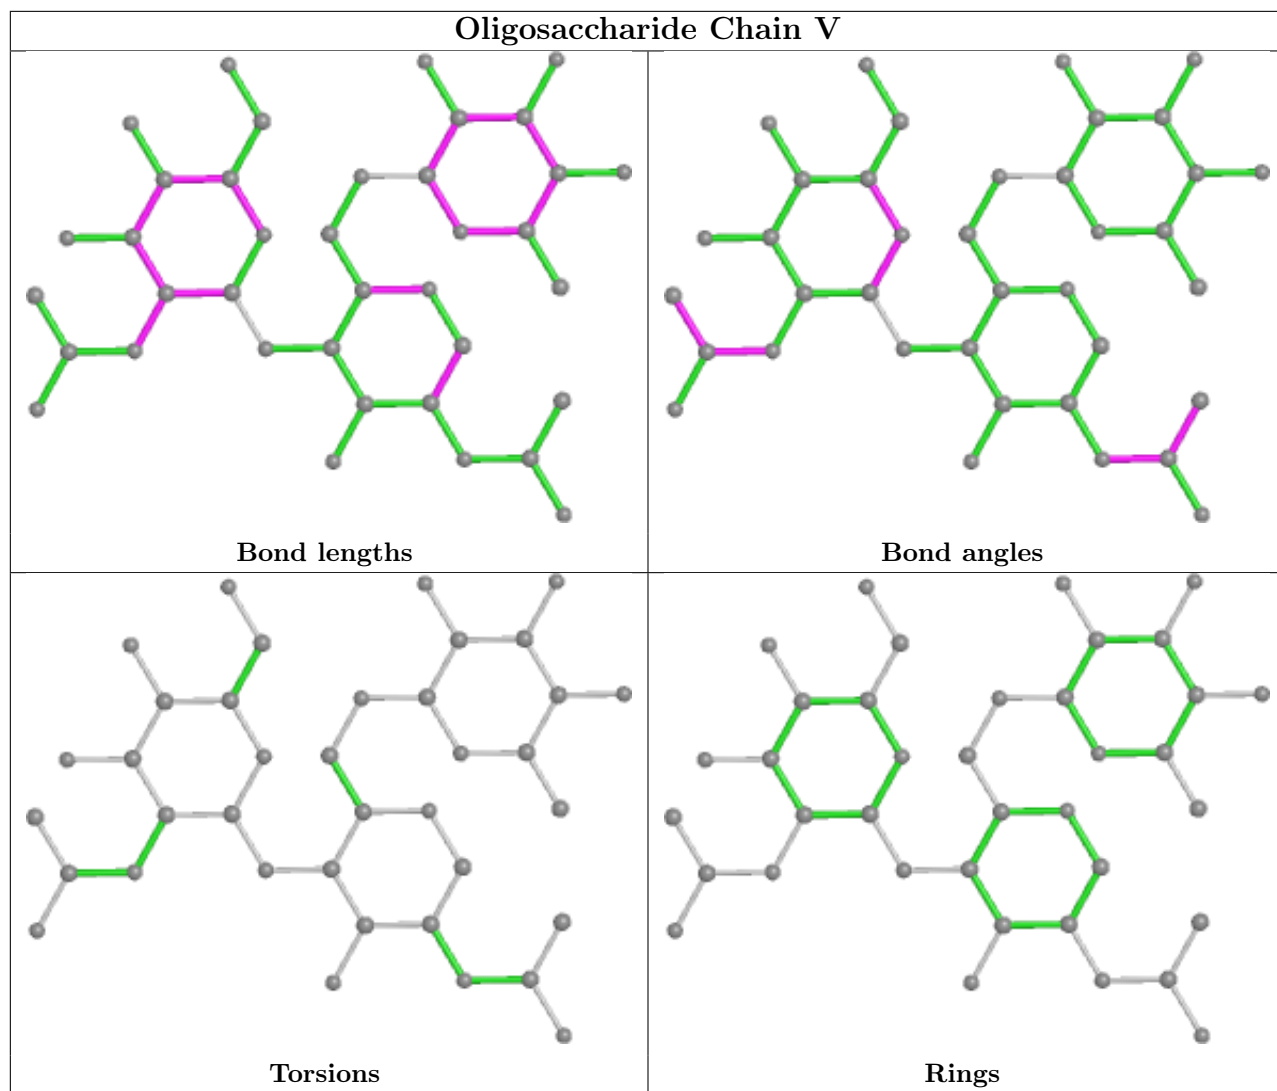 Oligosaccharide Chain V
Bond lengths
Bond angles
Torsions
Rings